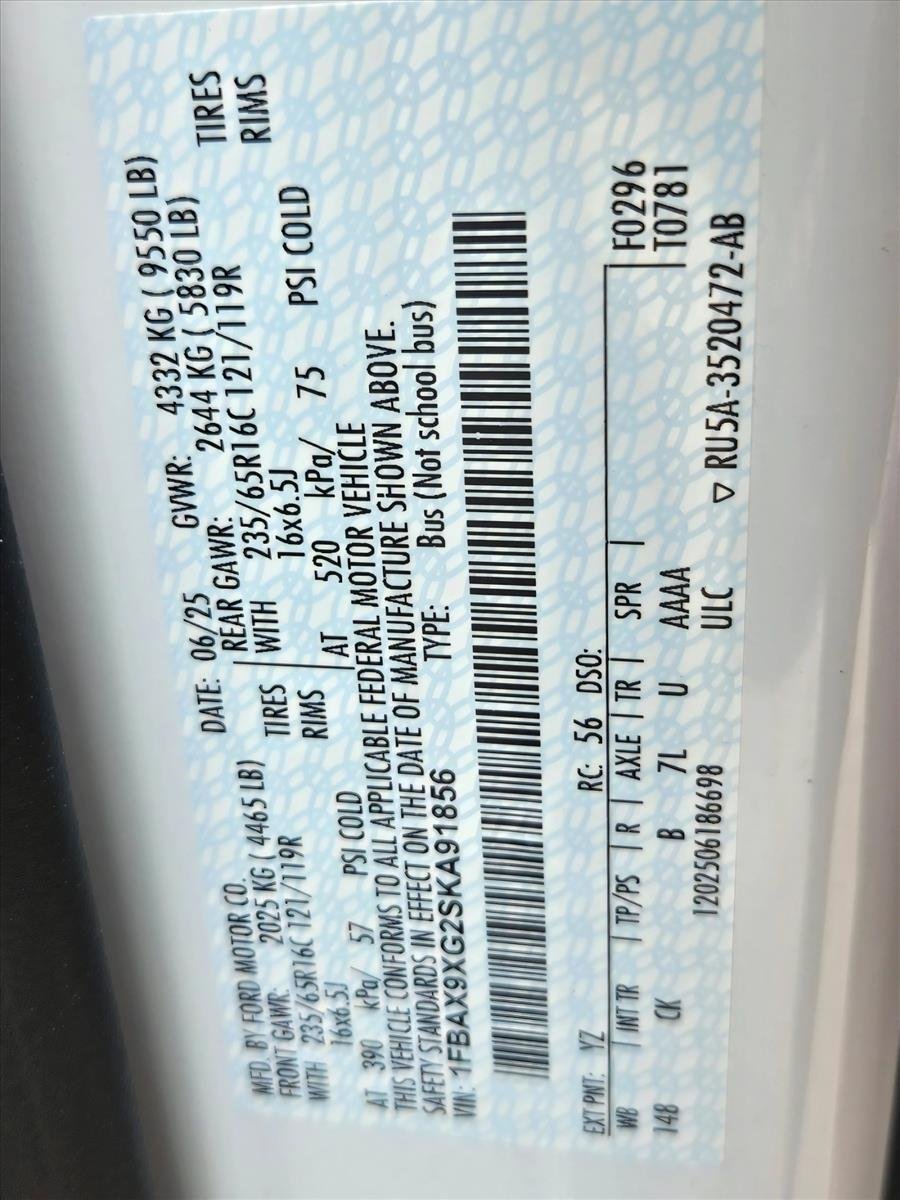 MFD. BY FORD MOTOR CO. DATE: 06/25 GVWR: 4332 KG ( 9550 LB)
FRONT GAWR: 2025 KG ( 4465 LB) REAR GAWR: 2644 KG ( 5830 LB)
WITH 235/65R16C 121/119R TIRES WITH 235/65R16C 121/119R TIRES
16x6.5J RIMS 16x6.5J RIMS
AT 390 kPa/ 57 PSI COLD AT 520 kPa/ 75 PSI COLD
THIS VEHICLE CONFORMS TO ALL APPLICABLE FEDERAL MOTOR VEHICLE
SAFETY STANDARDS IN EFFECT ON THE DATE OF MANUFACTURE SHOWN ABOVE.
VIN: 1FBAX9XG2SKA91856 TYPE: Bus (Not school bus)
EXT PNT: YZ RC: 56 DSO:
WB INT TR TP/PS R AXLE TR SPR F0296
148 CK B 7L U AAAA T0781
1202506186698 ULC ▽ RU5A-3520472-AB